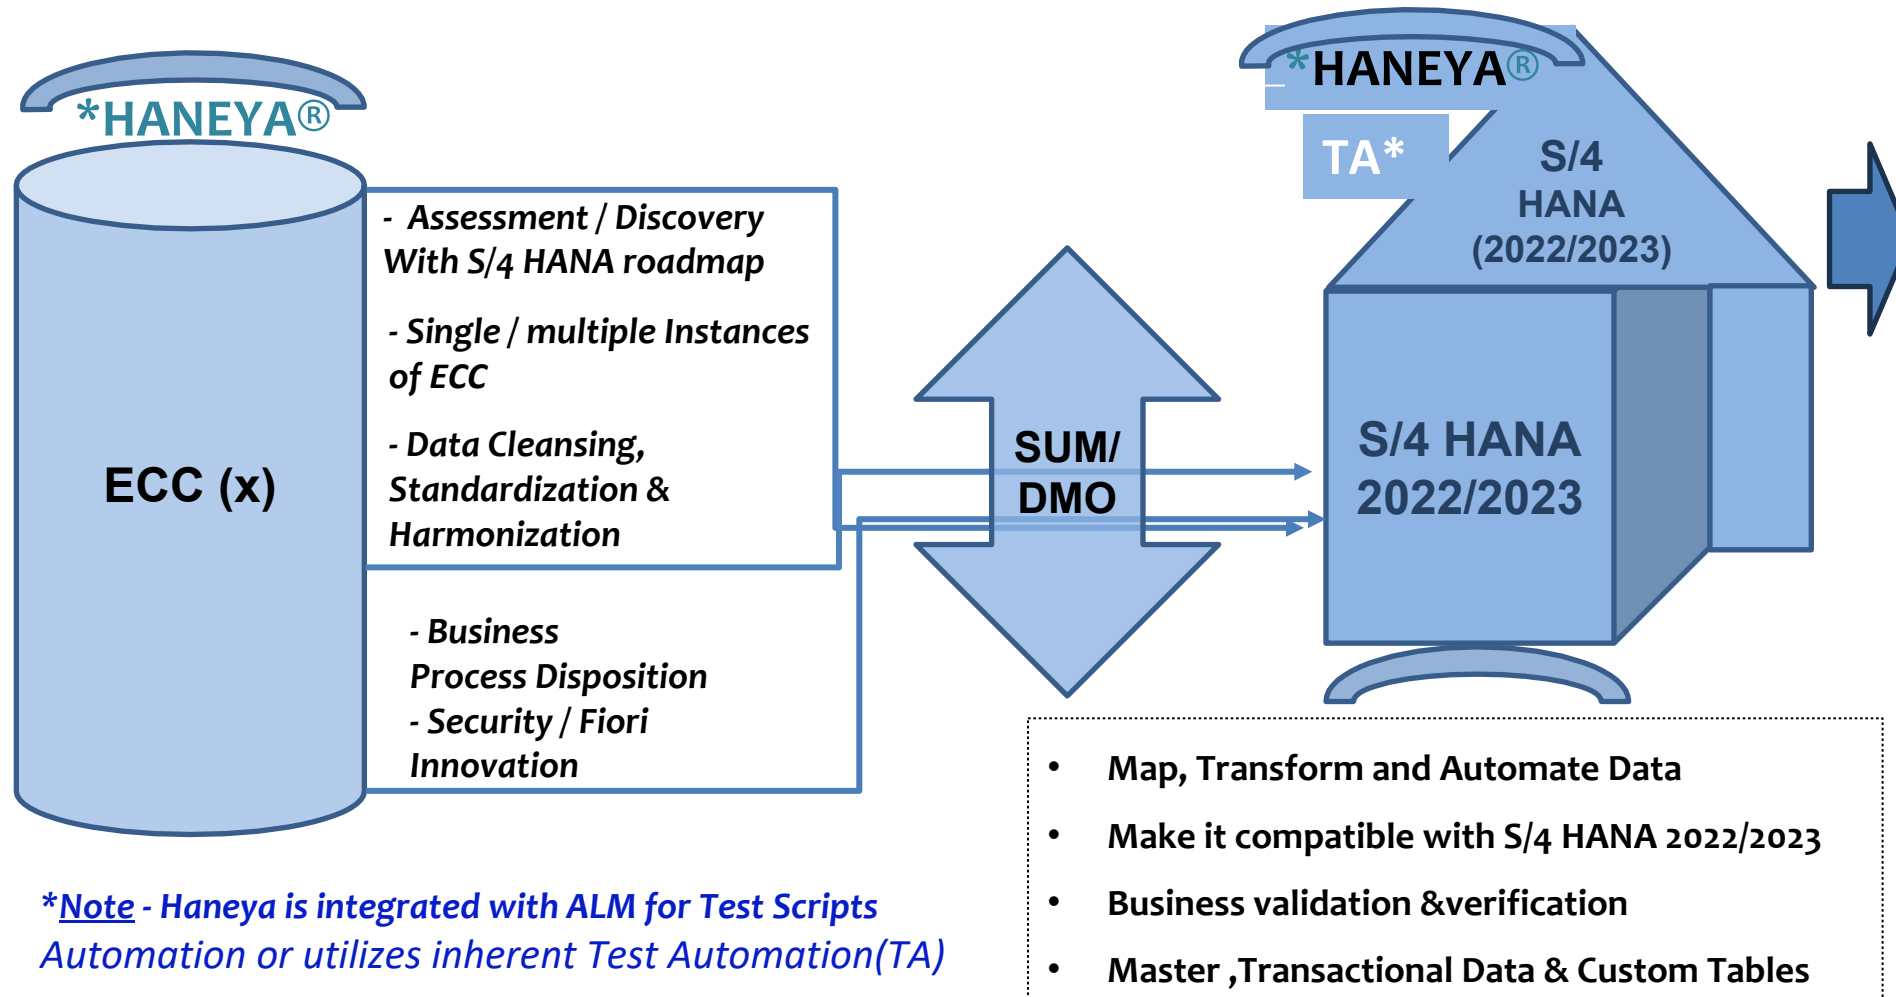 *HANEYA®
*HANEYA®
TA*
S/4
HANA
(2022/2023)
- Assessment / Discovery
With S/4 HANA roadmap
- Single / multiple Instances
of ECC
- Data Cleansing,
Standardization &
Harmonization
- Business
Process Disposition
- Security / Fiori
Innovation
ECC (x)
SUM/
DMO
S/4 HANA
2022/2023
• Map, Transform and Automate Data
• Make it compatible with S/4 HANA 2022/2023
• Business validation &verification
• Master ,Transactional Data & Custom Tables
*Note - Haneya is integrated with ALM for Test Scripts
Automation or utilizes inherent Test Automation(TA)